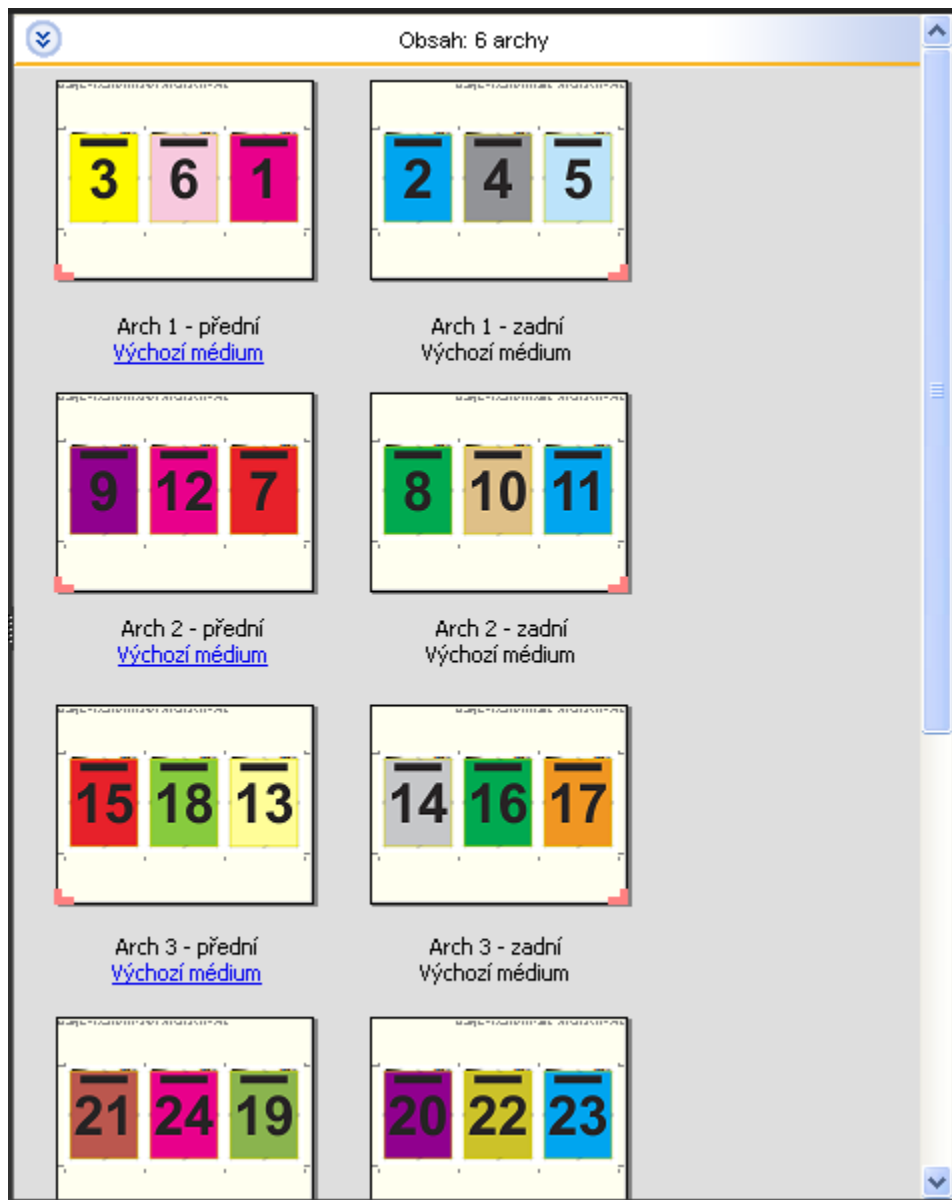 Obsah: 6 archy
3 6 1
2 4 5
Arch 1 - přední
Výchozí médium
Arch 1 - zadní
Výchozí médium
9 12 7
8 10 11
Arch 2 - přední
Výchozí médium
Arch 2 - zadní
Výchozí médium
15 18 13
14 16 17
Arch 3 - přední
Výchozí médium
Arch 3 - zadní
Výchozí médium
21 24 19
20 22 23